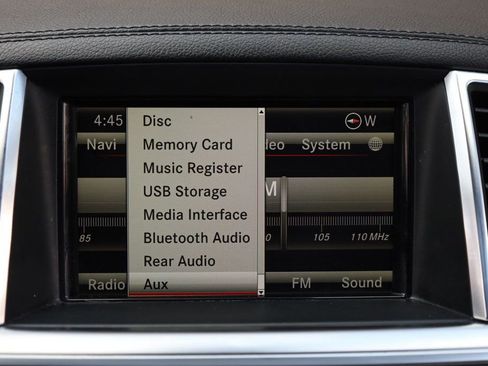 4:45
W
Navi
deo
System
Disc
Memory Card
Music Register
USB Storage
Media Interface
Bluetooth Audio
Rear Audio
Aux
M
85
0
105
110 MHz
Radio
FM
Sound